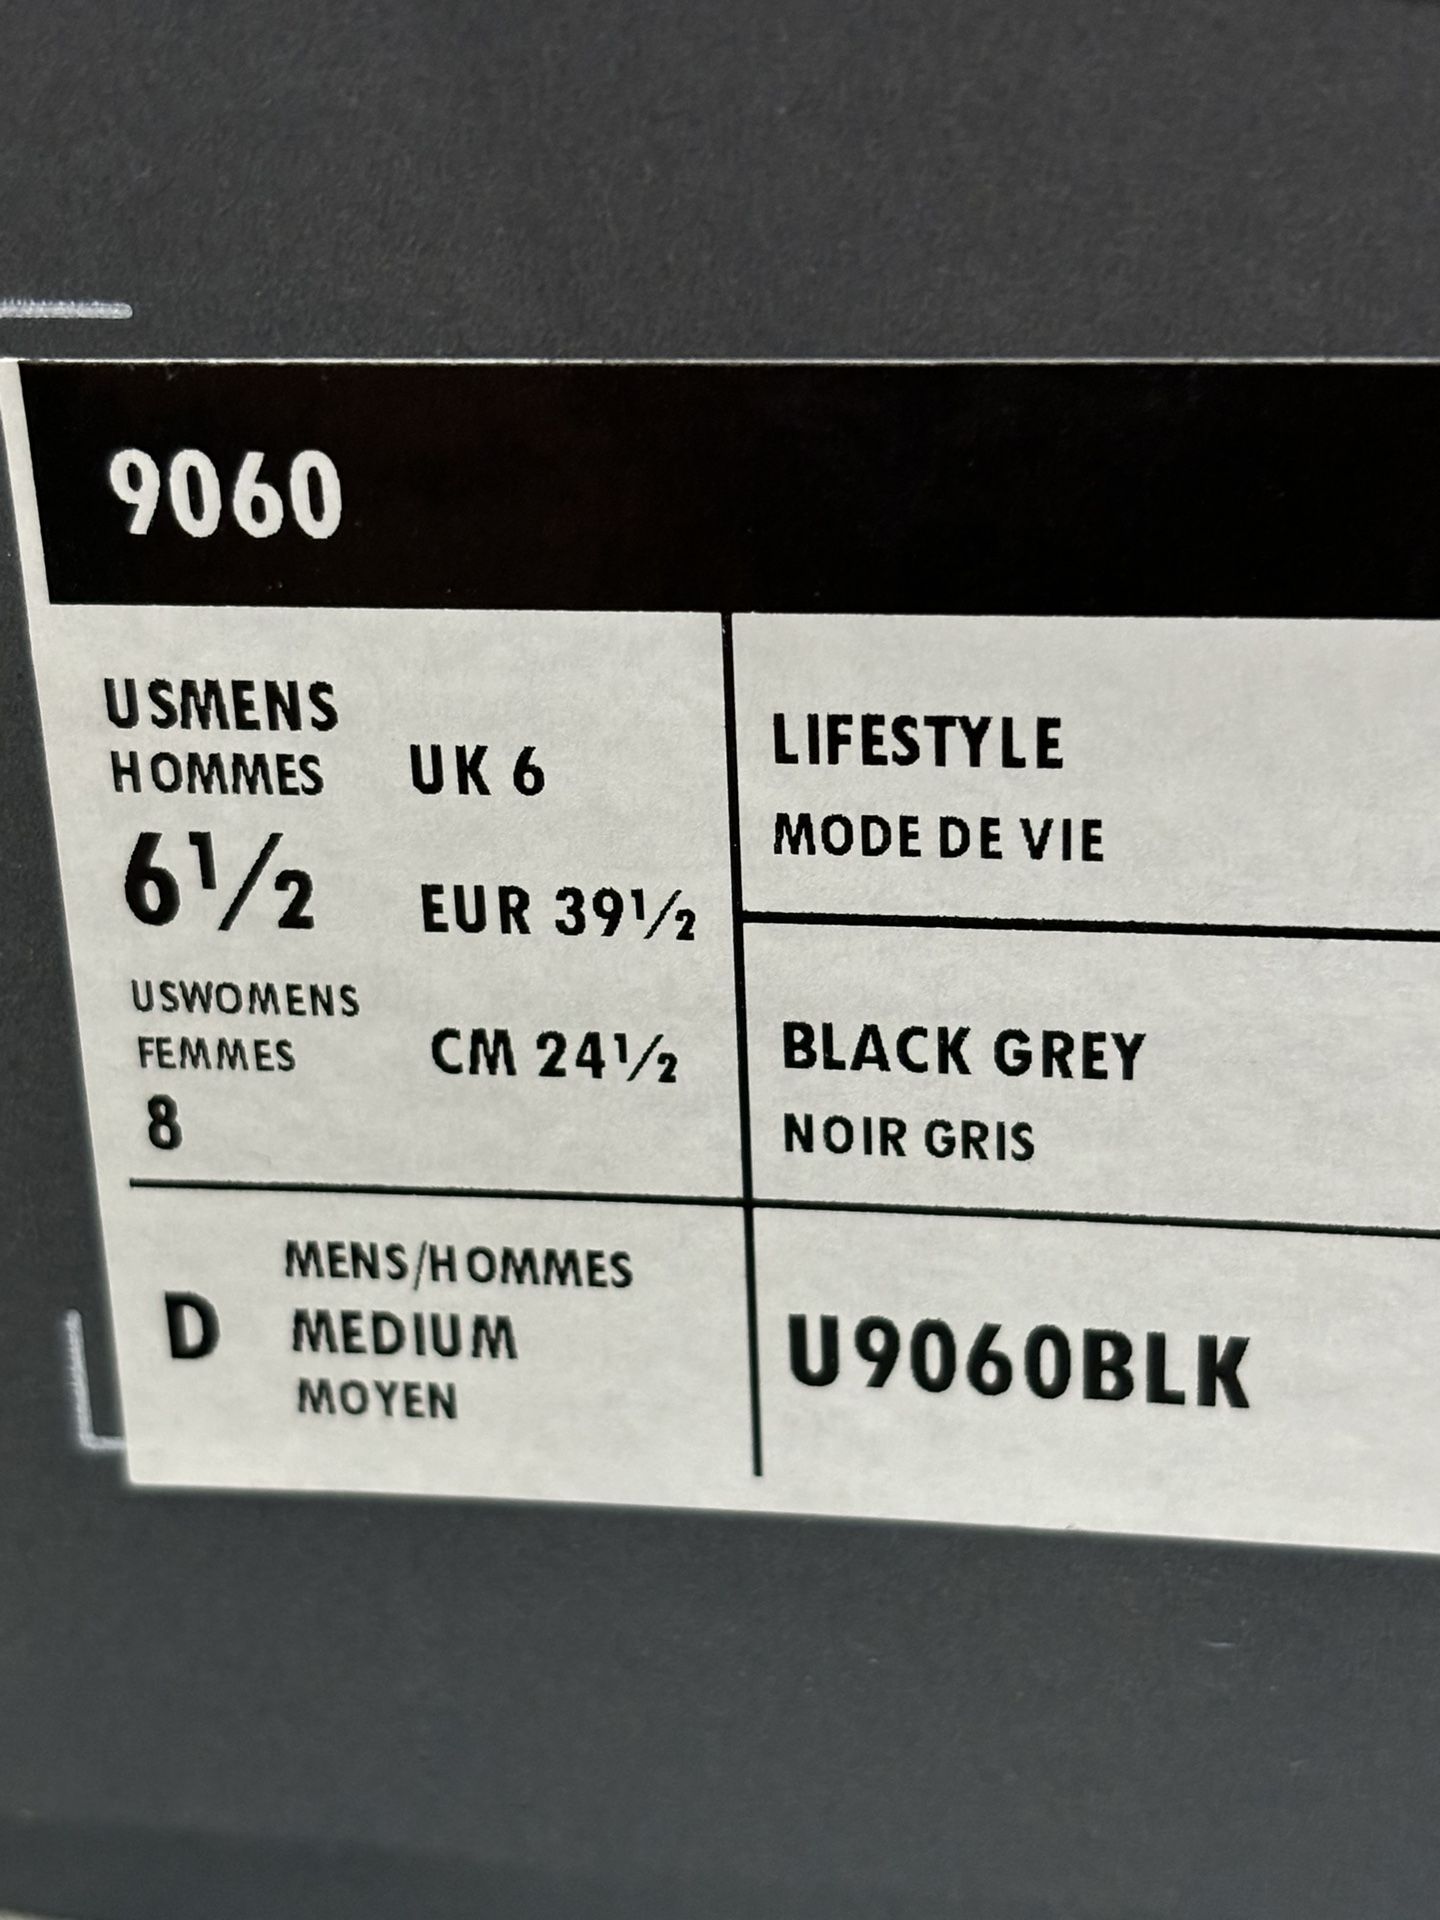 9060
USMENS
HOMMES
6½
UK 6
EUR 39½
USWOMENS
FEMMES
8
CM 24½
LIFESTYLE
MODE DE VIE
BLACK GREY
NOIR GRIS
D
MENS/HOMMES
MEDIUM
MOYEN
U9060BLK